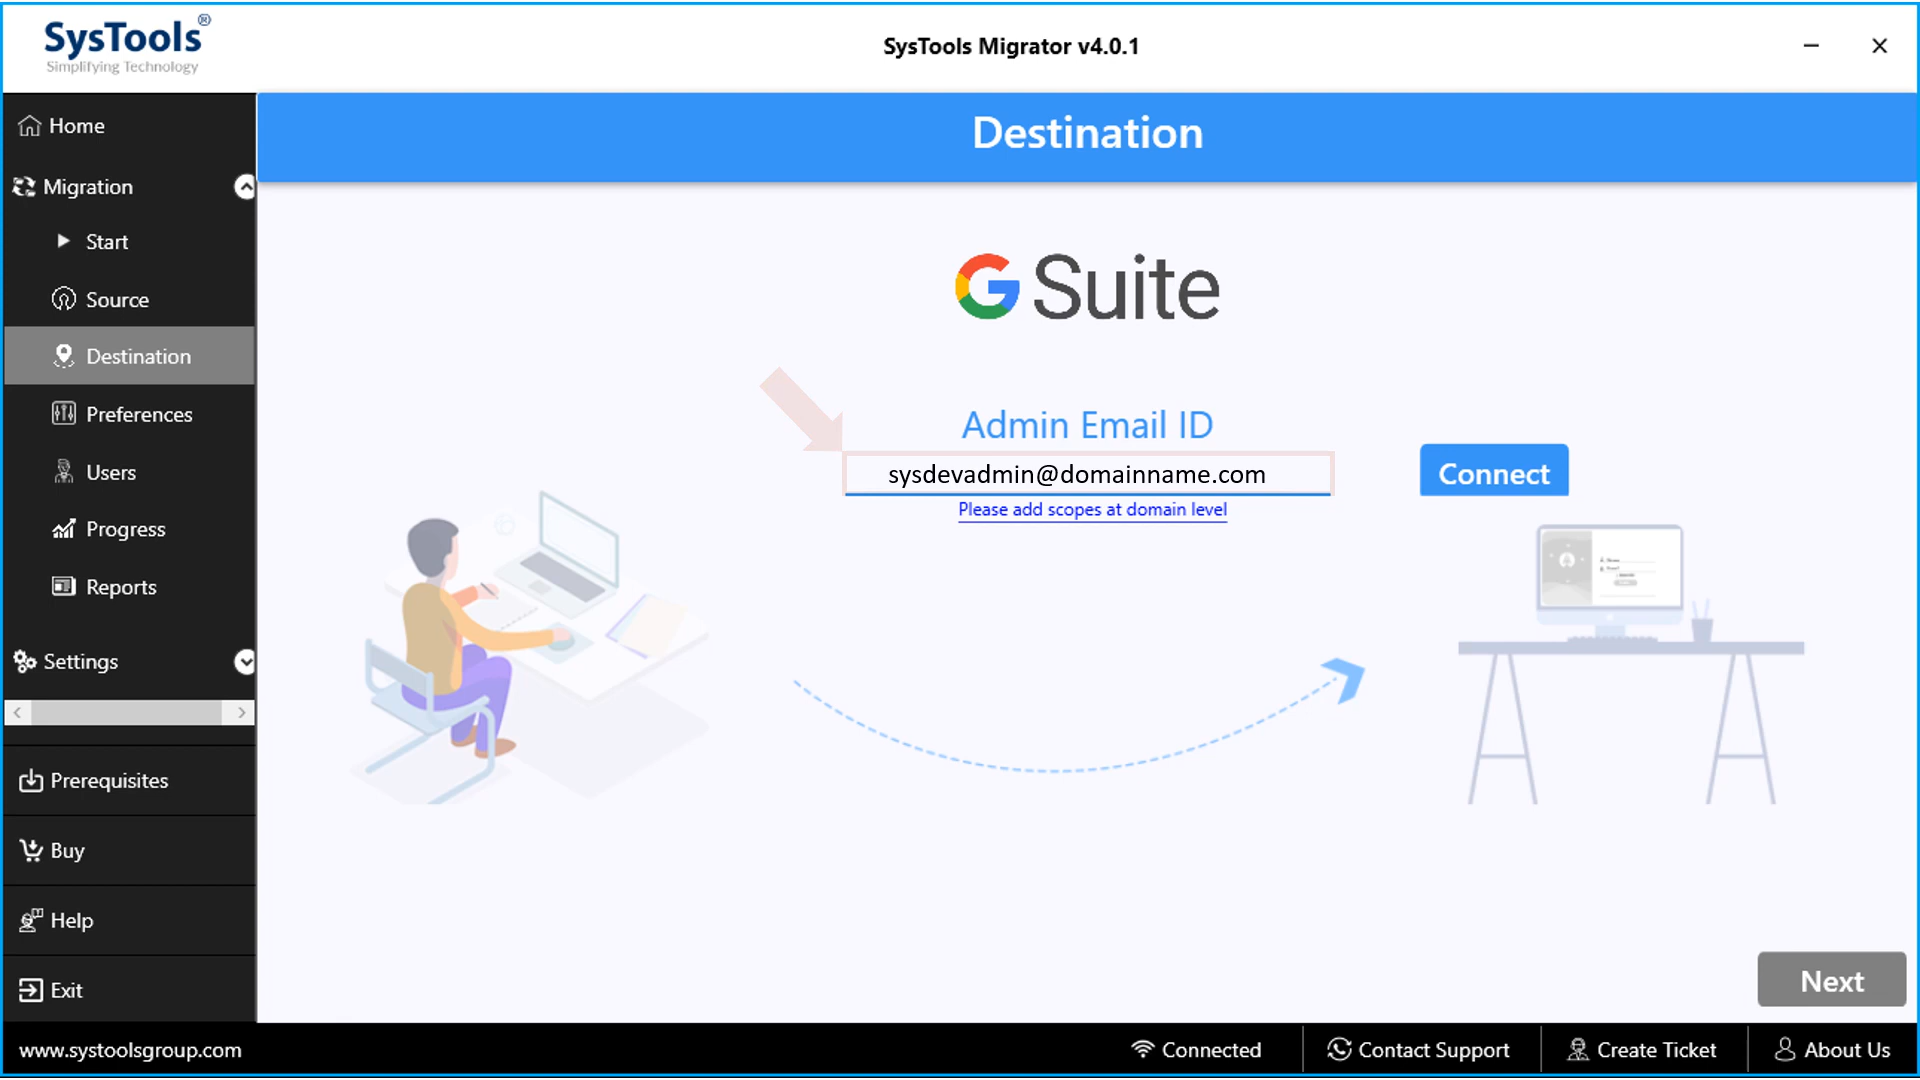 SysTools®
Simplifying Technology
SysTools Migrator v4.0.1
Home
Migration
Start
Source
Destination
Preferences
Users
Progress
Reports
Settings
Prerequisites
Buy
Help
Exit
Destination
G Suite
Admin Email ID
sysdevadmin@domainname.com
Please add scopes at domain level
Connect
Next
www.systoolsgroup.com
Connected
Contact Support
Create Ticket
About Us